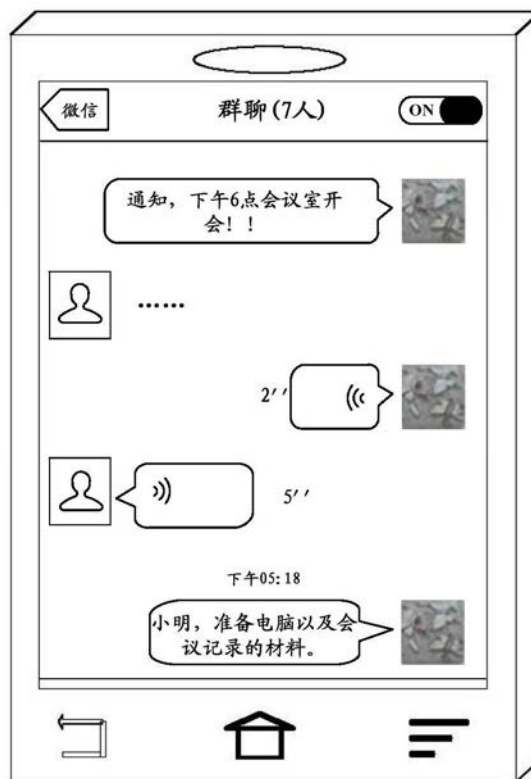 微信 群聊(7人) ON
通知，下午6点会议室开
会！！
……
2′′
5′′
下午05:18
小明，准备电脑以及会
议记录的材料。